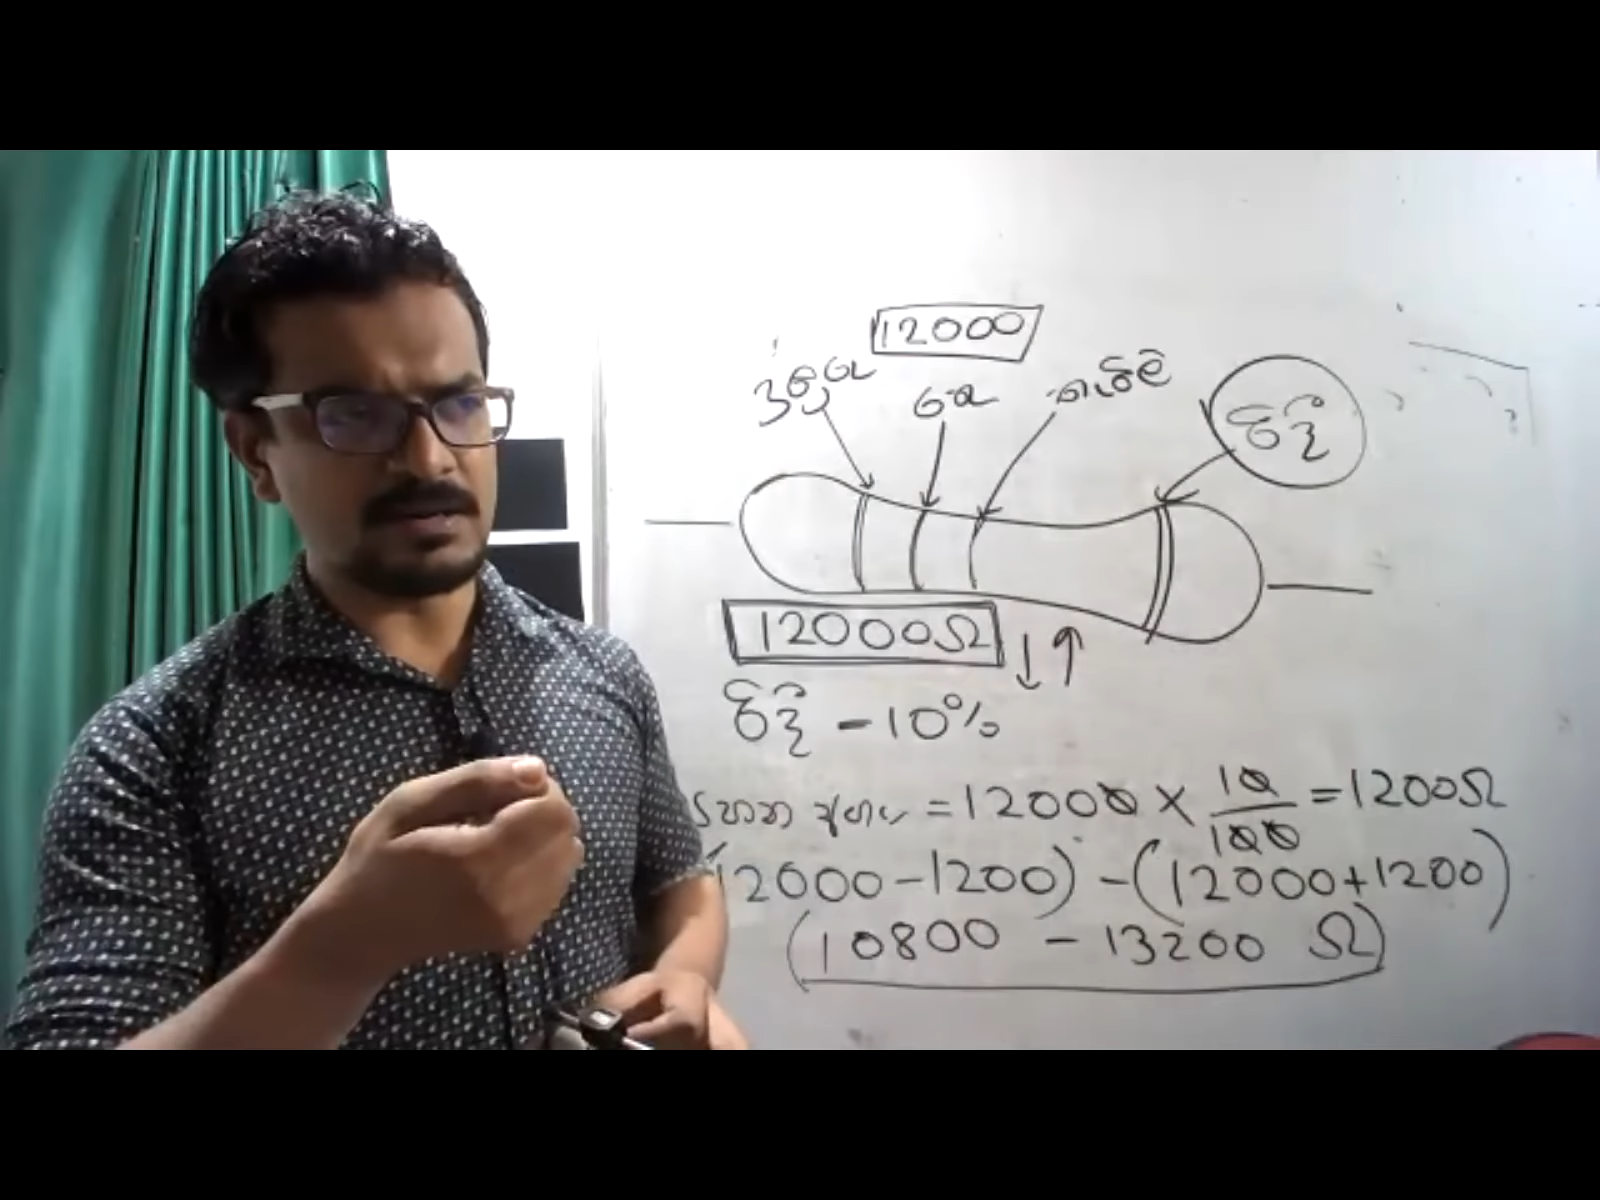 12000
දුඹුරු රතු තැඹිලි රිදී
12000Ω
රිදී - 10%
= 12000 × 10/100 = 1200Ω
(12000 - 1200) - (12000 + 1200)
(10800 - 13200 Ω)